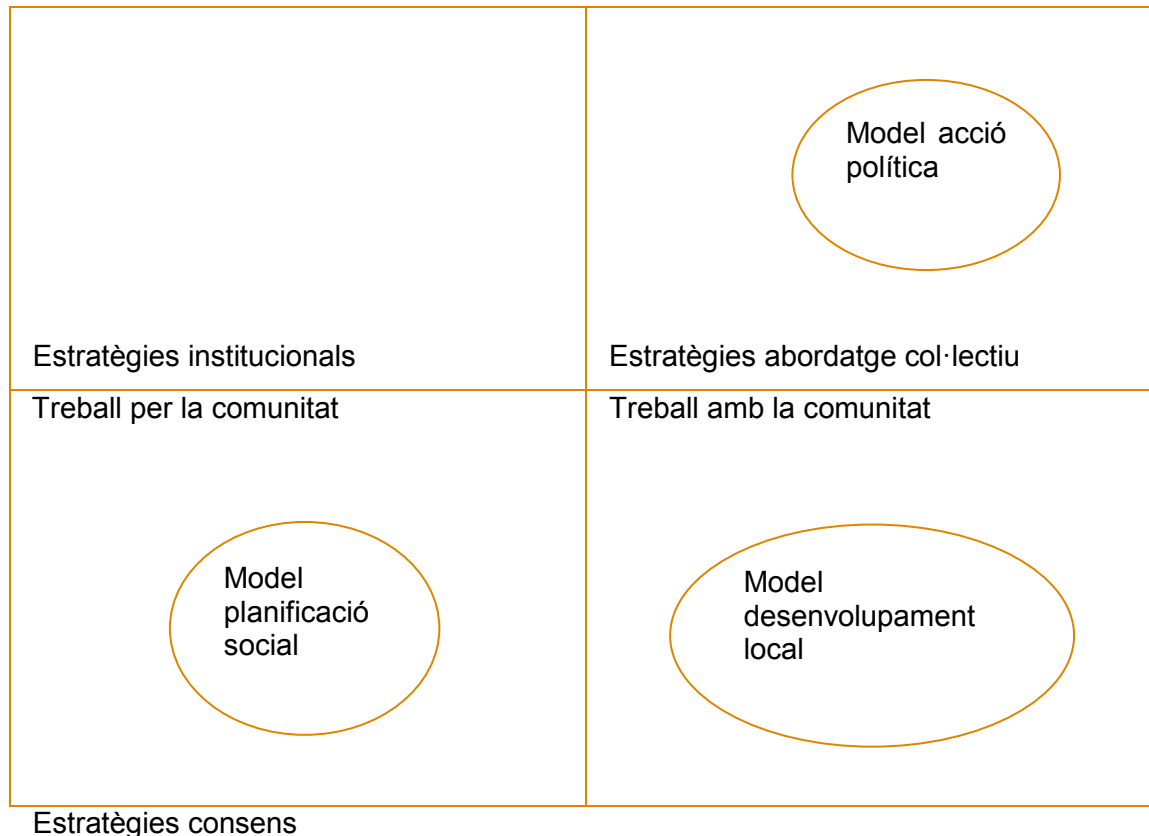 Model acció
política
Estratègies institucionals
Estratègies abordatge col·lectiu
Treball per la comunitat
Treball amb la comunitat
Model
planificació
social
Model
desenvolupament
local
Estratègies consens